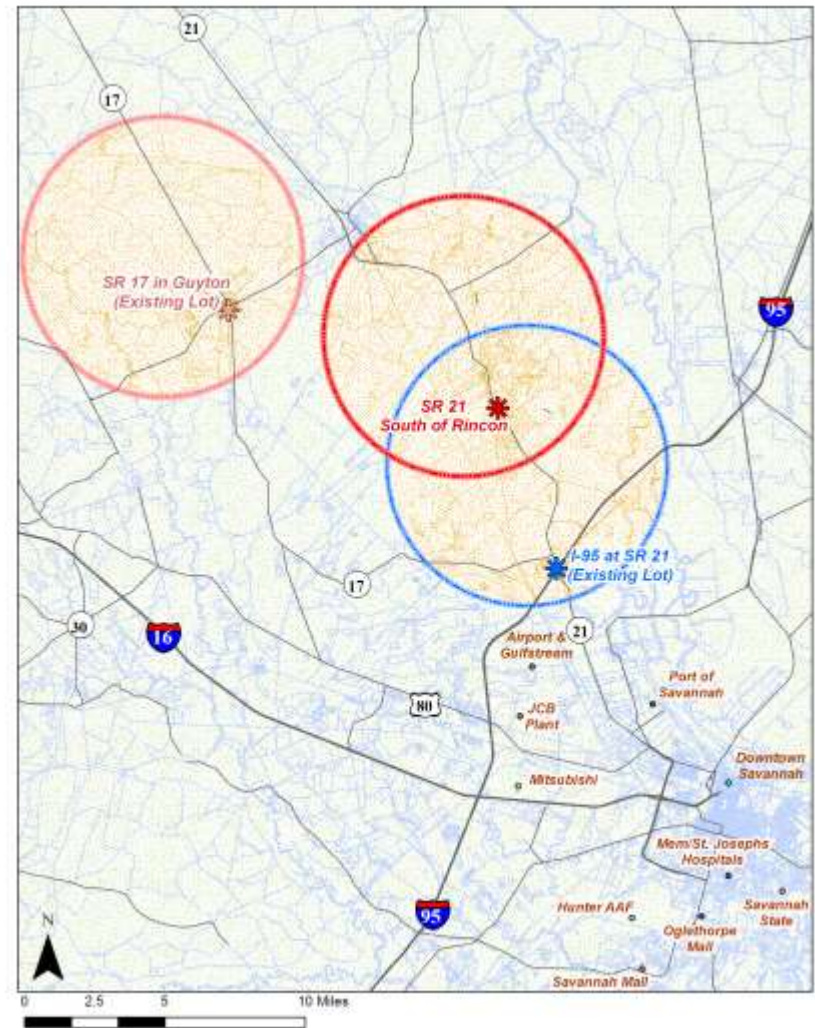 21
17
SR 17 in Guyton
(Existing Lot)
95
SR 21
South of Rincon
I-95 at SR 21
(Existing Lot)
17
30
16
21
Airport &
Gulfstream
Port of
Savannah
80
JCB
Plant
Mitsubishi
Downtown
Savannah
Mem/St. Josephs
Hospitals
95
Hunter AAF
Oglethorpe
Mall
Savannah
State
Savannah Mall
N
0 2.5 5 10 Miles